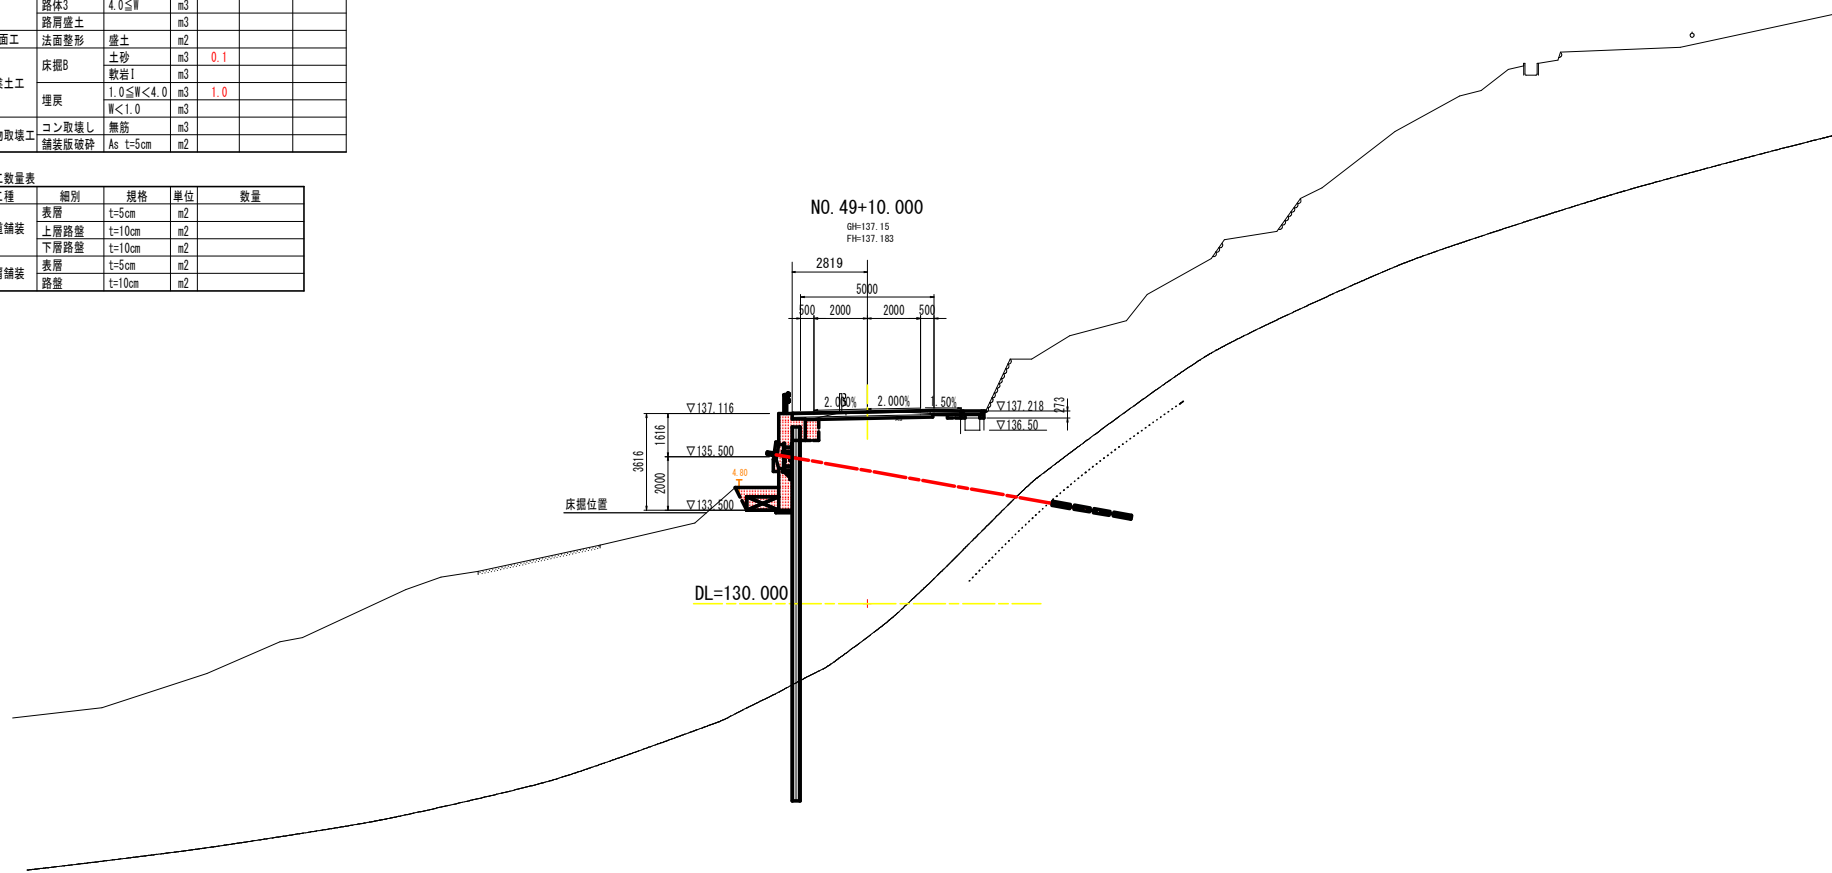 路体3 4.0≦W m3
路肩盛土 m3
面工 法面整形 盛土 m2
床掘B 土砂 m3 0.1
軟岩I m3
土工
埋戻 1.0≦W<4.0 m3 1.0
W<1.0 m3
取壊工 コン取壊し 無筋 m3
舗装版破砕 As t=5cm m2
数量表
種 細別 規格 単位 数量
舗装 表層 t=5cm m2
上層路盤 t=10cm m2
下層路盤 t=10cm m2
舗装 表層 t=5cm m2
路盤 t=10cm m2
NO.49+10.000
GH=137.15
FH=137.183
2819
5000
500 2000 2000 500
2.000% 2.000% 1.50%
▽137.116
▽137.218
273
▽136.50
1616
3616
▽135.500
2000
4.80
床掘位置
▽133.500
DL=130.000